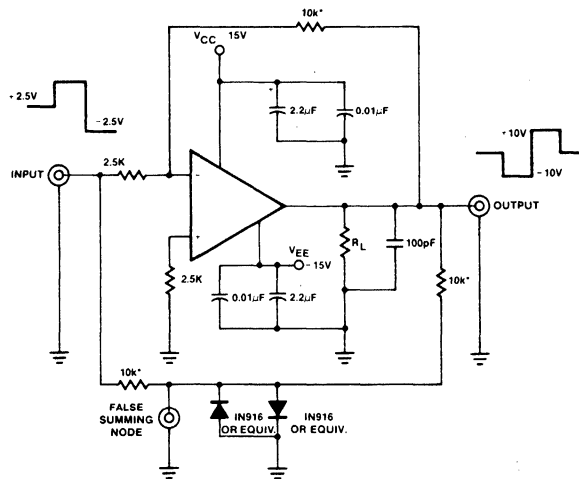 10k*
VCC 15V
2.2µF
0.01µF
+2.5V
-2.5V
+10V
-10V
INPUT
2.5K
-
+
OUTPUT
RL
100pF
VEE
-15V
2.5K
0.01µF
2.2µF
10k*
10k*
FALSE
SUMMING
NODE
IN916
OR EQUIV.
IN916
OR EQUIV.